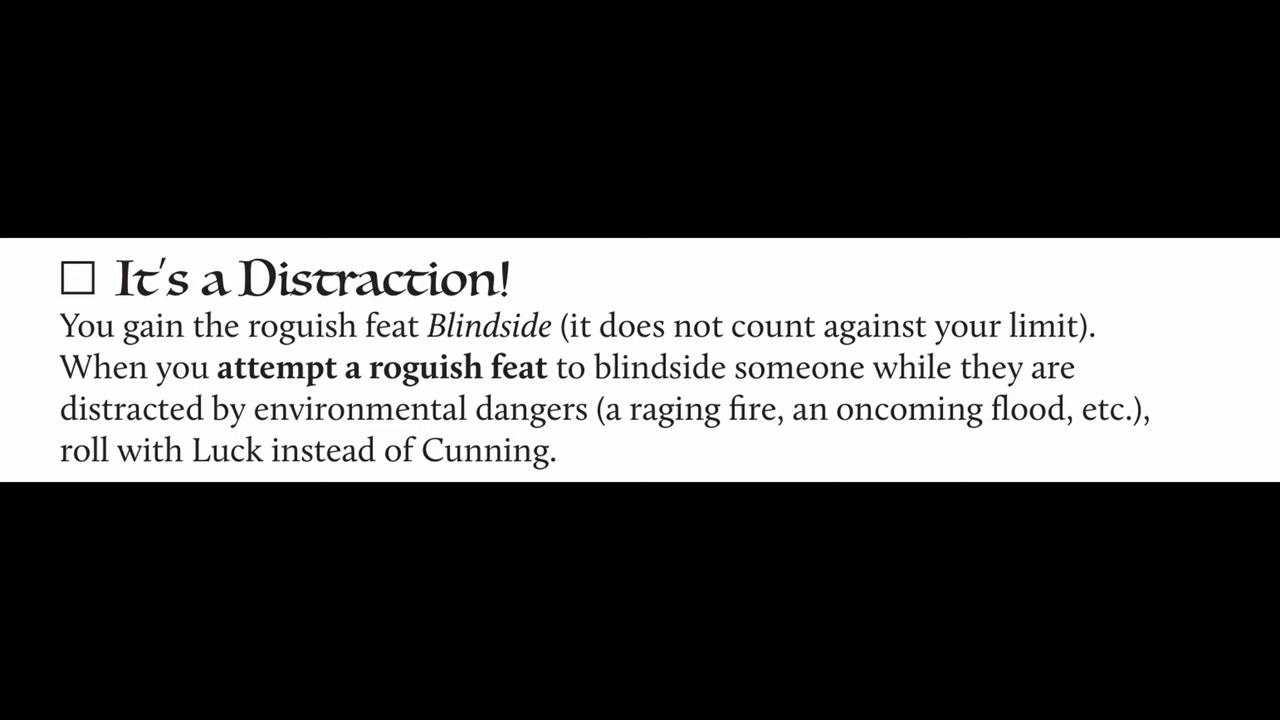 It's a Distraction!
You gain the roguish feat Blindside (it does not count against your limit).
When you attempt a roguish feat to blindside someone while they are
distracted by environmental dangers (a raging fire, an oncoming flood, etc.),
roll with Luck instead of Cunning.